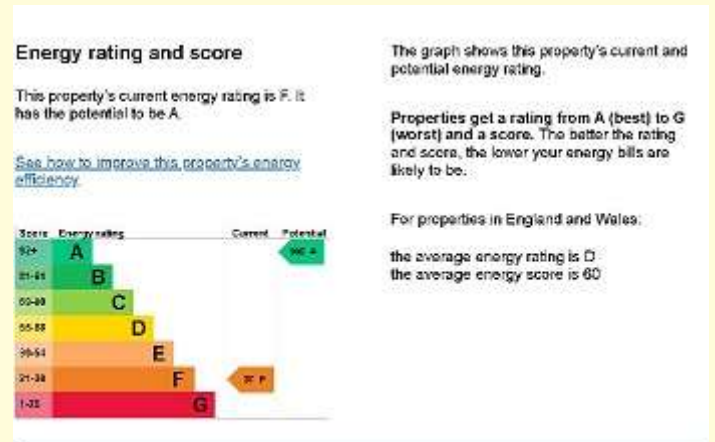 Energy rating and score
This property's current energy rating is F. It
has the potential to be A.
See how to improve this property's energy
efficiency.
Score Energy rating Current Potential
92+ A
81-91 B
69-80 C
55-68 D
39-54 E
21-38 F
1-20 G
The graph shows this property's current and
potential energy rating.
Properties get a rating from A (best) to G
(worst) and a score. The better the rating
and score, the lower your energy bills are
likely to be.
For properties in England and Wales:
the average energy rating is D
the average energy score is 60